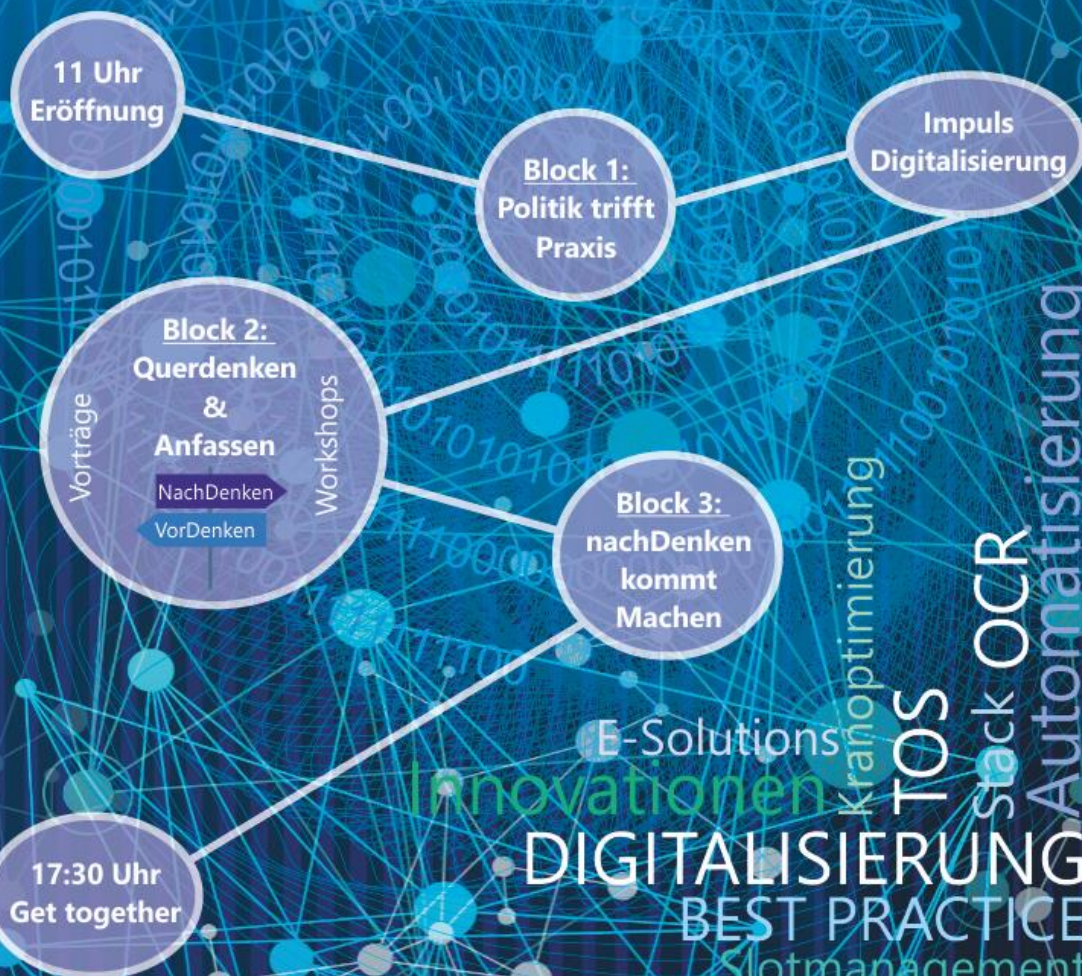 11 Uhr
Eröffnung
Block 1:
Politik trifft
Praxis
Impuls
Digitalisierung
Block 2:
Querdenken
&
Anfassen
Vorträge
Workshops
NachDenken
VorDenken
Block 3:
nachDenken
kommt
Machen
17:30 Uhr
Get together
E-Solutions
Innovationen
Kranoptimierung
TOS
Stack OCR
Automatisierung
DIGITALISIERUNG
BEST PRACTICE
Slotmanagement